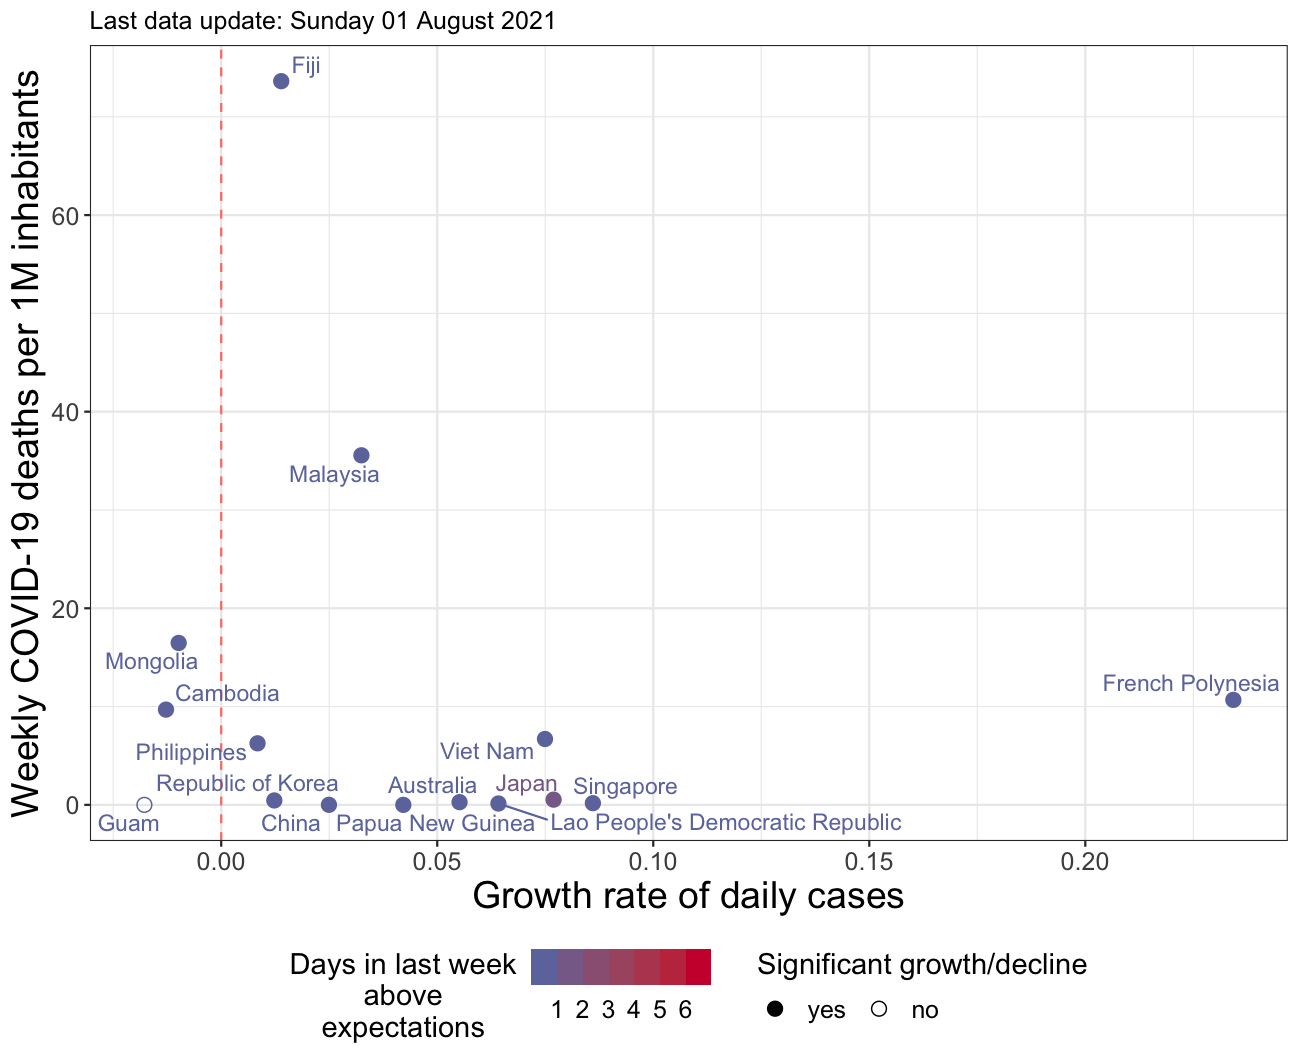 Last data update: Sunday 01 August 2021
Weekly COVID-19 deaths per 1M inhabitants
60
40
20
0
Fiji
Malaysia
Mongolia
Cambodia
French Polynesia
Philippines
Viet Nam
Republic of Korea
Australia
Japan
Singapore
Guam
China
Papua New Guinea
Lao People's Democratic Republic
0.00
0.05
0.10
0.15
0.20
Growth rate of daily cases
Days in last week
above
expectations
1 2 3 4 5 6
Significant growth/decline
yes
no